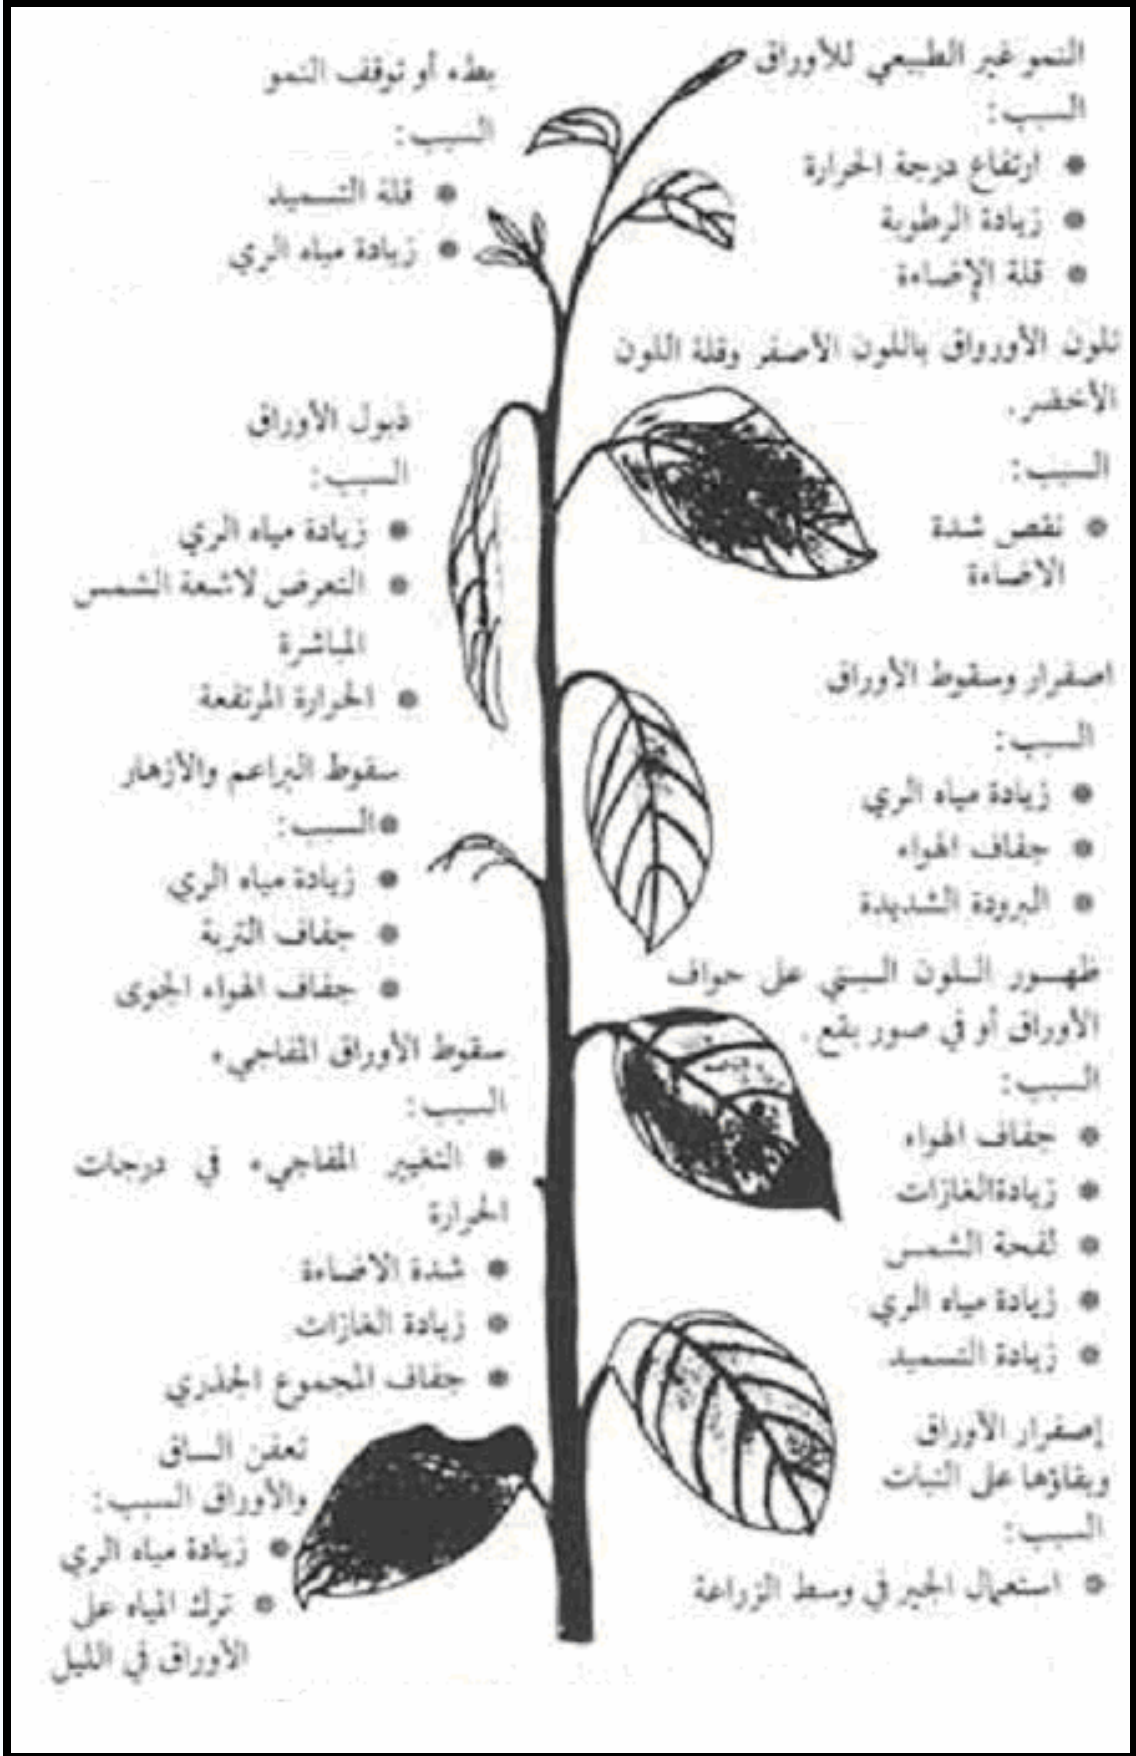 النمو غير الطبيعي للأوراق
السبب:
● ارتفاع درجة الحرارة
● زيادة الرطوبة
● قلة الإضاءة
تلون الأورواق باللون الأصفر وقلة اللون
الأخضر.
السبب:
● نقص شدة
الاضاءة
اصفرار وسقوط الأوراق
السبب:
● زيادة مياه الري
● جفاف الهواء
● البرودة الشديدة
ظهور اللون البني على حواف
الأوراق أو في صور بقع.
السبب:
● جفاف الهواء
● زيادة الغازات
● لفحة الشمس
● زيادة مياه الري
● زيادة التسميد
إصفرار الأوراق
وبقاؤها على النبات
السبب:
● استعمال الجير في وسط الزراعة
بطء أو توقف النمو
السبب:
● قلة التسميد
● زيادة مياه الري
ذبول الأوراق
السبب:
● زيادة مياه الري
● التعرض لاشعة الشمس
المباشرة
● الحرارة المرتفعة
سقوط البراعم والأزهار
●السبب:
● زيادة مياه الري
● جفاف التربة
● جفاف الهواء الجوى
سقوط الأوراق المفاجيء
السبب:
● التغيير المفاجيء في درجات
الحرارة
● شدة الاضاءة
● زيادة الغازات
● جفاف المجموع الجذري
تعفن الساق
والأوراق السبب:
● زيادة مياه الري
● ترك المياه على
الأوراق في الليل